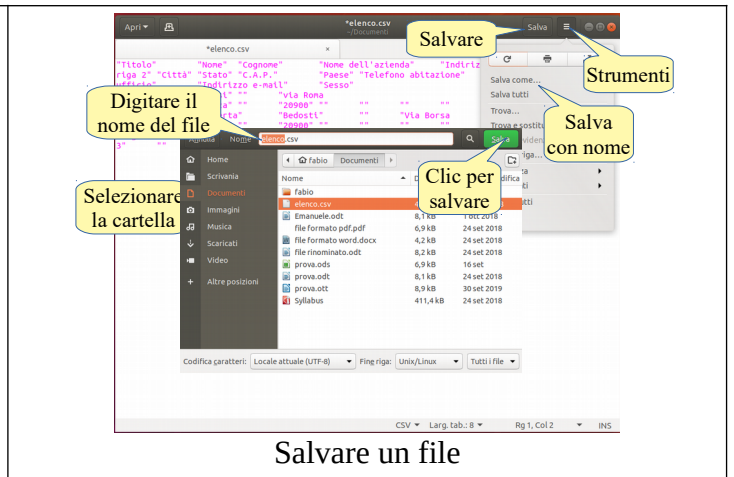 Apri
*elenco.csv
~/Documenti
Salva
Salvare
Strumenti
*elenco.csv ×
"Titolo" "Nome" "Cognome" "Nome dell'azienda" "Indiriz
riga 2" "Città" "Stato" "C.A.P." "Paese" "Telefono abitazione"
"Indirizzo e-mail" "Sesso"
"via Roma
"" "20900" "" "" "" ""
"Bedosti" "" "Via Borsa
"" "20900" "" "" "" ""
3" ""
Salva come...
Salva tutti
Trova...
Salva
con nome
Digitare il
nome del file
Nome elenco.csv
Salva
Clic per
salvare
Selezionare
la cartella
Home
Scrivania
Documenti
Immagini
Musica
Scaricati
Video
+ Altre posizioni
fabio Documenti
Nome
fabio
elenco.csv
Emanuele.odt 8,1 kB 1 ott 2018
file formato pdf.pdf 6,9 kB 24 set 2018
file formato word.docx 4,2 kB 24 set 2018
file rinominato.odt 8,2 kB 24 set 2018
prova.ods 6,9 kB 16 set
prova.odt 8,1 kB 24 set 2018
prova.ott 8,9 kB 30 set 2019
Syllabus 411,4 kB 24 set 2018
Codifica caratteri: Locale attuale (UTF-8) Fine riga: Unix/Linux Tutti i file
CSV Larg. tab.: 8 Rg 1, Col 2 INS
Salvare un file